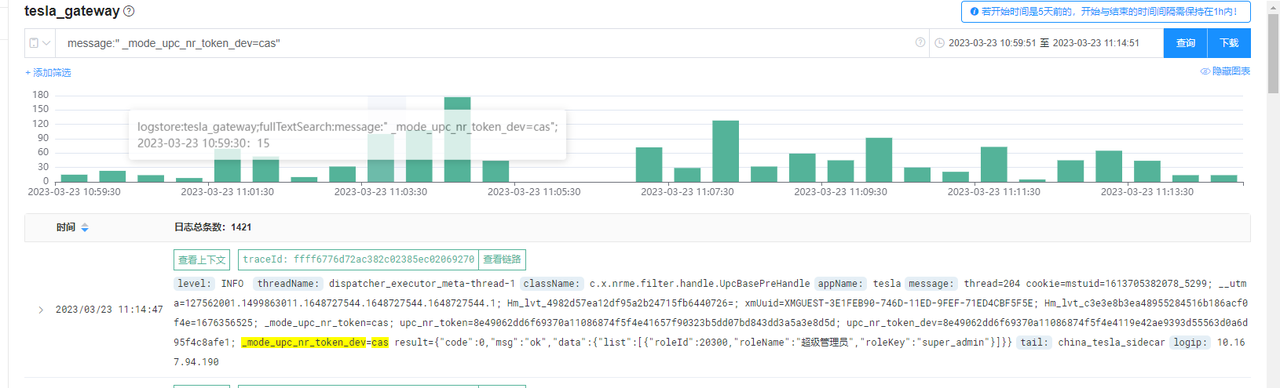 tesla_gateway
若开始时间是5天前的，开始与结束的时间间隔需保持在1h内！
message:" _mode_upc_nr_token_dev=cas"
2023-03-23 10:59:51 至 2023-03-23 11:14:51
查询
下载
+ 添加筛选
隐藏图表
180
150
120
90
60
30
0
logstore:tesla_gateway;fullTextSearch:message:" _mode_upc_nr_token_dev=cas";
2023-03-23 10:59:30：15
2023-03-23 10:59:30
2023-03-23 11:01:30
2023-03-23 11:03:30
2023-03-23 11:05:30
2023-03-23 11:07:30
2023-03-23 11:09:30
2023-03-23 11:11:30
2023-03-23 11:13:30
时间
日志总条数：1421
查看上下文
traceId: ffff6776d72ac382c02385ec02069270
查看链路
2023/03/23 11:14:47
level: INFO threadName: dispatcher_executor_meta-thread-1 className: c.x.nrme.filter.handle.UpcBasePreHandle appName: tesla message: thread=204 cookie=mstuid=1613705382078_5299; __utm
a=127562001.1499863011.1648727544.1648727544.1648727544.1; Hm_lvt_4982d57ea12df95a2b24715fb6440726=; xmUuid=XMGUEST-3E1FEB90-746D-11ED-9FEF-71ED4CBF5F5E; Hm_lvt_c3e3e8b3ea48955284516b186acf0
f4e=1676356525; _mode_upc_nr_token=cas; upc_nr_token=8e49062dd6f69370a11086874f5f4e41657f90323b5dd07bd843dd3a5a3e8d5d; upc_nr_token_dev=8e49062dd6f69370a11086874f5f4e4119e42ae9393d55563d0a6d
95f4c8afe1; _mode_upc_nr_token_dev=cas result={"code":0,"msg":"ok","data":{"list":[{"roleId":20300,"roleName":"超级管理员","roleKey":"super_admin"}]}} tail: china_tesla_sidecar logip: 10.16
7.94.190